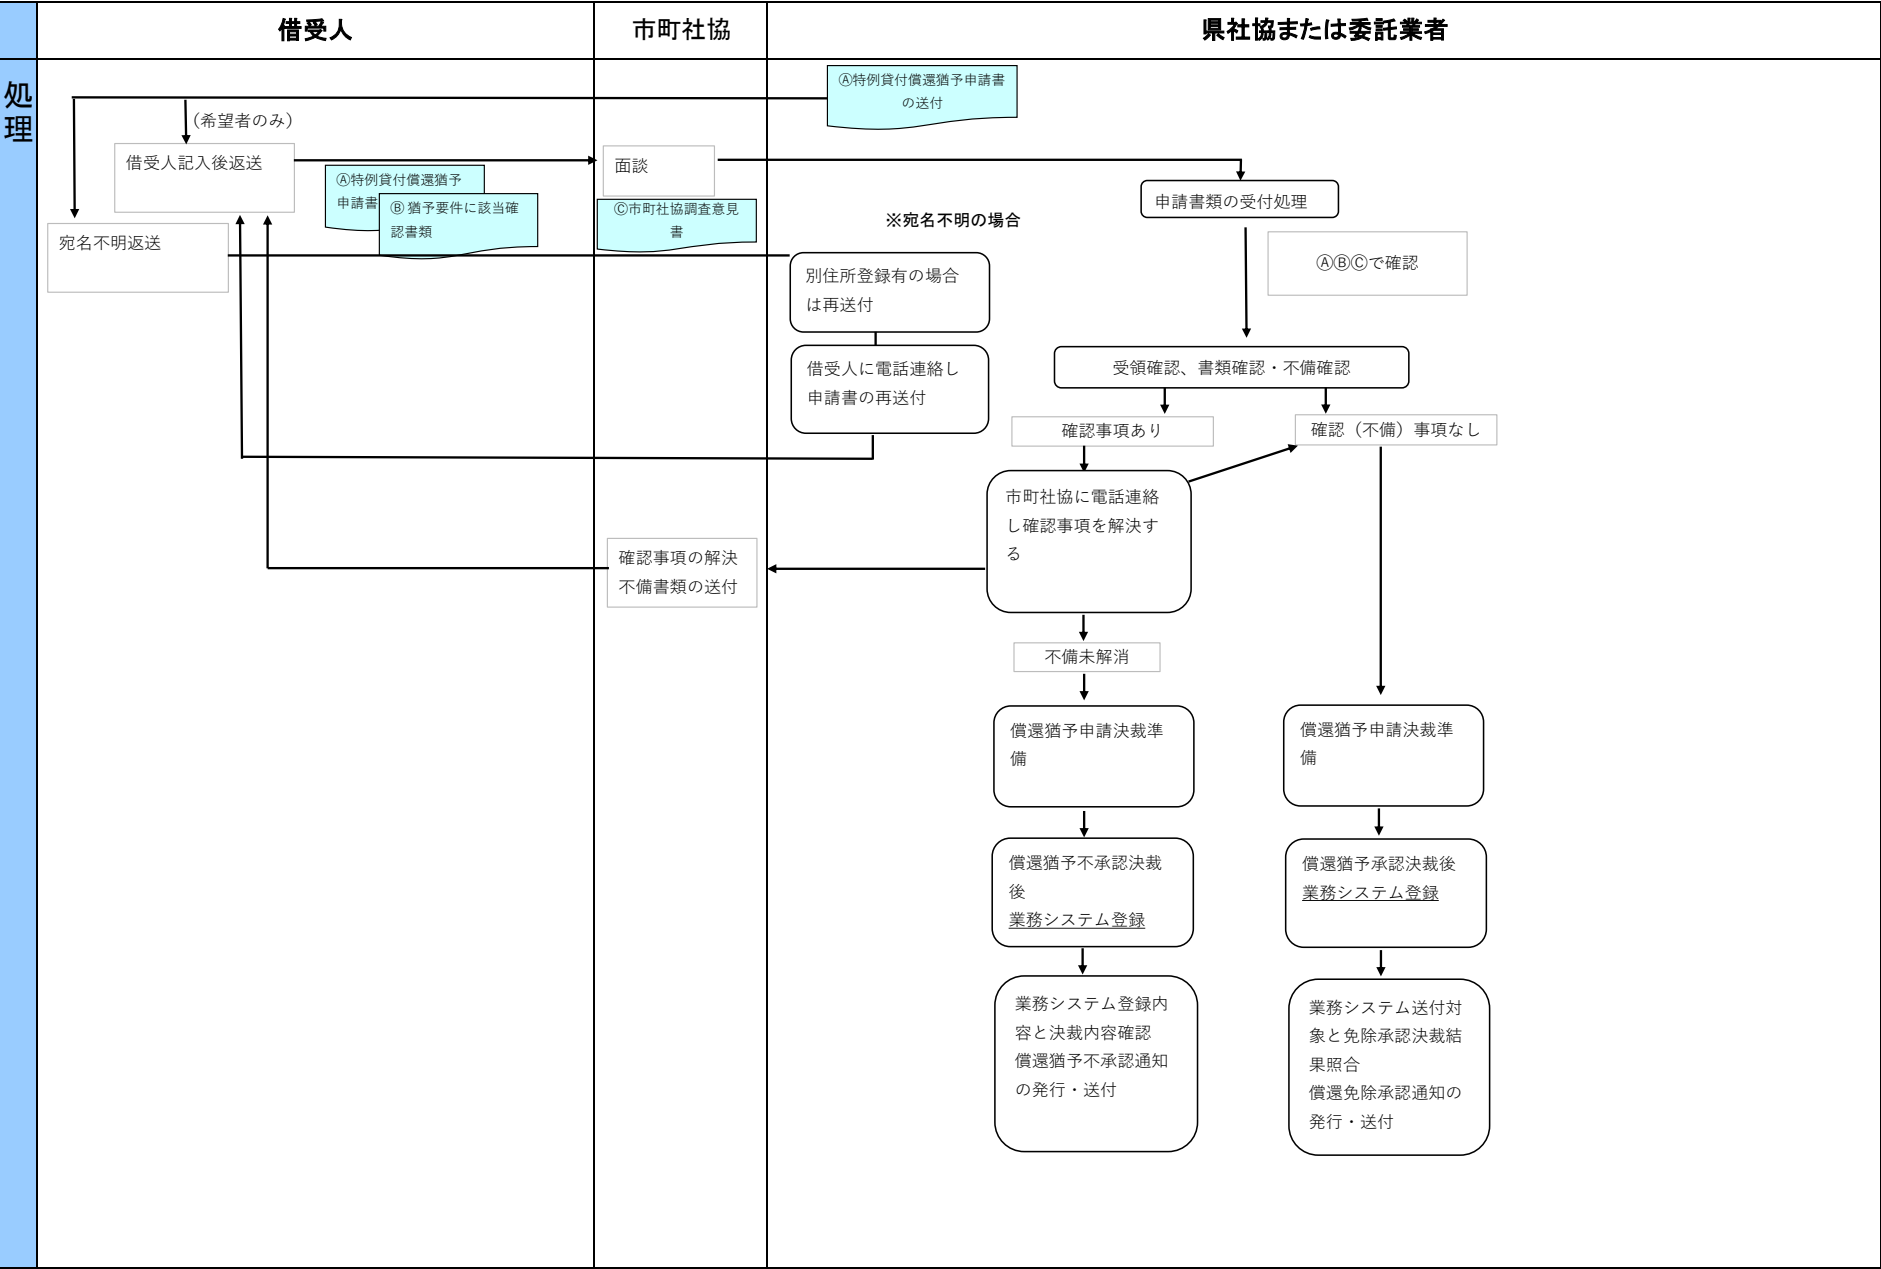 借受人
市町社協
県社協または委託業者
処
理
Ⓐ特例貸付償還猶予申請書
の送付
（希望者のみ）
借受人記入後返送
Ⓐ特例貸付償還猶予
申請書
Ⓑ 猶予要件に該当確
認書類
面談
Ⓒ市町社協調査意見
書
申請書類の受付処理
※宛名不明の場合
宛名不明返送
ⒶⒷⒸで確認
別住所登録有の場合
は再送付
借受人に電話連絡し
申請書の再送付
受領確認、書類確認・不備確認
確認事項あり
確認（不備）事項なし
市町社協に電話連絡
し確認事項を解決す
る
確認事項の解決
不備書類の送付
不備未解消
償還猶予申請決裁準
備
償還猶予申請決裁準
備
償還猶予不承認決裁
後
業務システム登録
償還猶予承認決裁後
業務システム登録
業務システム登録内
容と決裁内容確認
償還猶予不承認通知
の発行・送付
業務システム送付対
象と免除承認決裁結
果照合
償還免除承認通知の
発行・送付